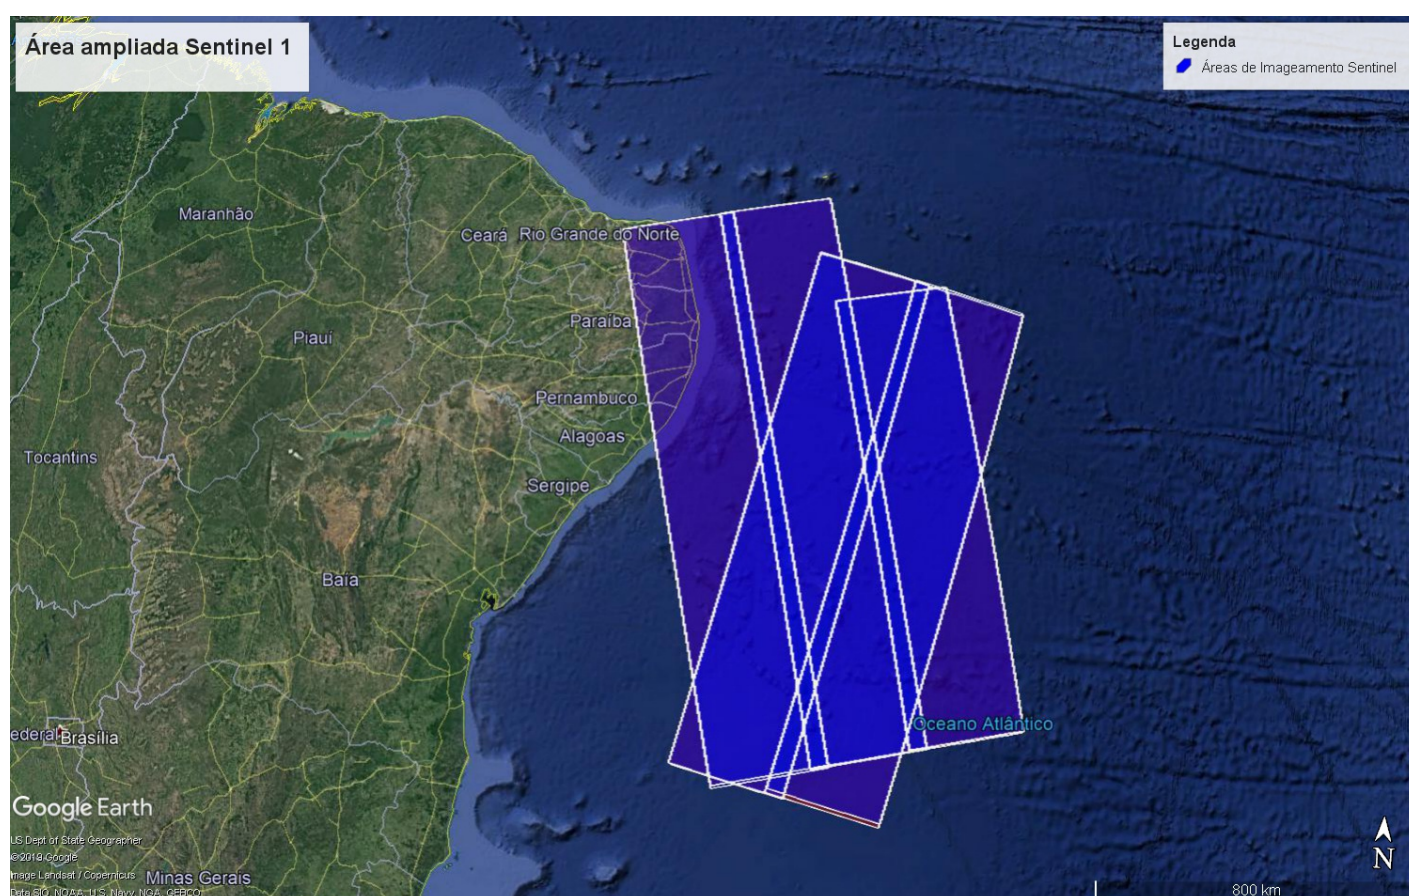 Área ampliada Sentinel 1
Legenda
Áreas de Imageamento Sentinel
Maranhão
Ceará
Rio Grande do Norte
Paraíba
Piauí
Pernambuco
Alagoas
Tocantins
Sergipe
Baía
Oceano Atlântico
ederal
Brasília
Google Earth
US Dept of State Geographer
©2019 Google
Image Landsat / Copernicus
Minas Gerais
Data SIO, NOAA, U.S. Navy, NGA, GEBCO
N
800 km